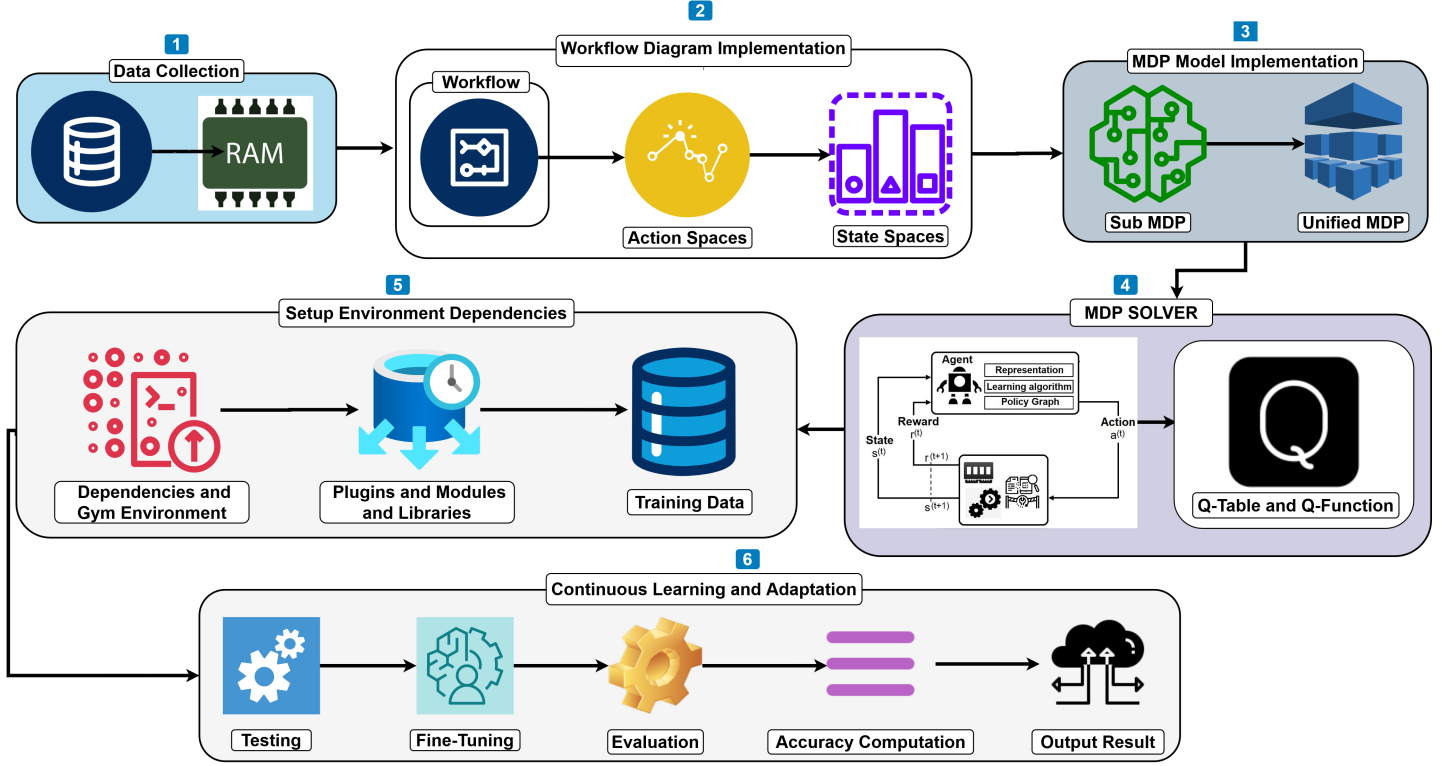 1
Data Collection
RAM
2
Workflow Diagram Implementation
Workflow
Action Spaces
State Spaces
3
MDP Model Implementation
Sub MDP
Unified MDP
4
MDP SOLVER
Agent
Representation
Learning algorithm
Policy Graph
Reward
r(t)
State
s(t)
Action
a(t)
r(t+1)
s(t+1)
Q
Q-Table and Q-Function
5
Setup Environment Dependencies
Dependencies and
Gym Environment
Plugins and Modules
and Libraries
Training Data
6
Continuous Learning and Adaptation
Testing
Fine-Tuning
Evaluation
Accuracy Computation
Output Result